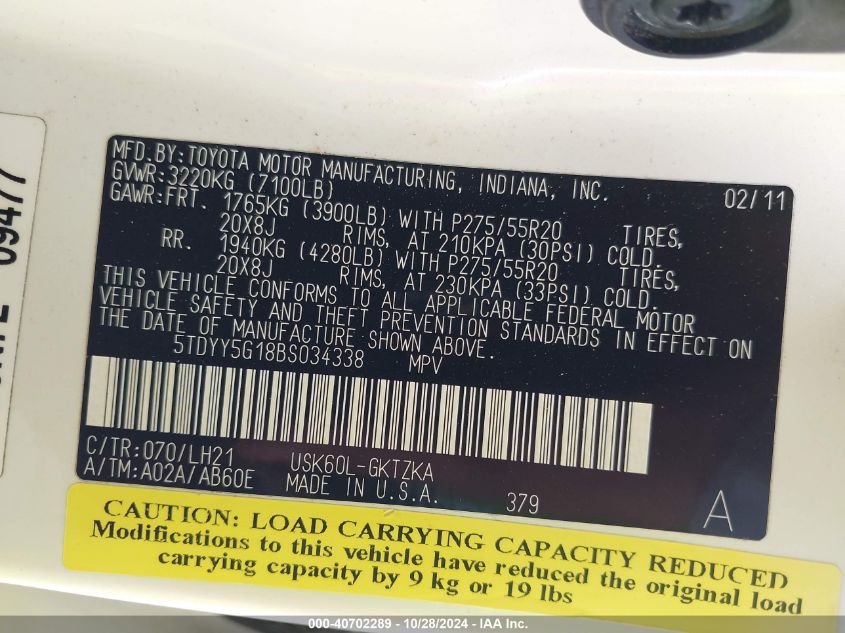 MFD.BY:TOYOTA MOTOR MANUFACTURING, INDIANA, INC. 02/11
GVWR:3220KG (7100LB)
GAWR:FRT. 1765KG (3900LB) WITH P275/55R20 TIRES,
20X8J RIMS, AT 210KPA (30PSI) COLD.
RR. 1940KG (4280LB) WITH P275/55R20 TIRES,
20X8J RIMS, AT 230KPA (33PSI) COLD.
THIS VEHICLE CONFORMS TO ALL APPLICABLE FEDERAL MOTOR
VEHICLE SAFETY AND THEFT PREVENTION STANDARDS IN EFFECT ON
THE DATE OF MANUFACTURE SHOWN ABOVE.
5TDYY5G18BS034338 MPV
C/TR:070/LH21 USK60L-GKTZKA
A/TM:A02A/AB60E MADE IN U.S.A. 379 A
CAUTION: LOAD CARRYING CAPACITY REDUCED
Modifications to this vehicle have reduced the original load
carrying capacity by 9 kg or 19 lbs
09477
000-40702289 - 10/28/2024 - IAA Inc.